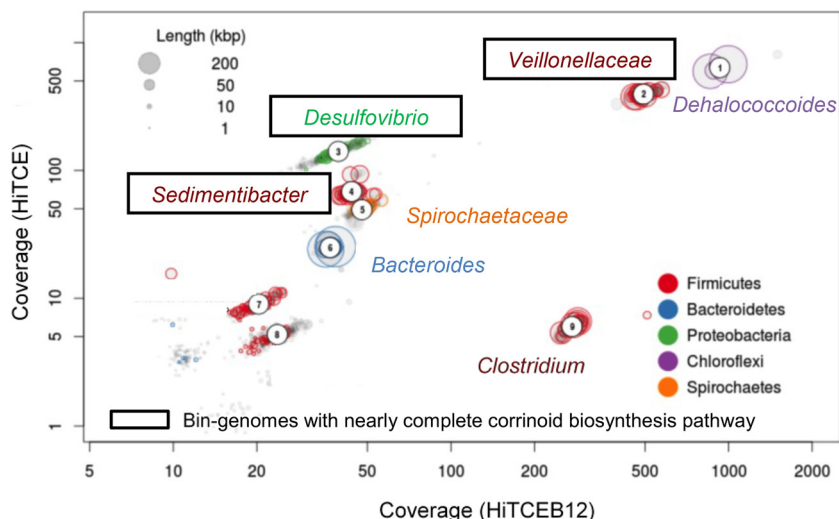 Length (kbp)
200
50
10
1
Veillonellaceae
1
2
Dehalococcoides
Desulfovibrio
3
Sedimentibacter
4
5
Spirochaetaceae
6
Bacteroides
7
8
9
Clostridium
Firmicutes
Bacteroidetes
Proteobacteria
Chloroflexi
Spirochaetes
Bin-genomes with nearly complete corrinoid biosynthesis pathway
Coverage (HiTCE)
500
100
50
10
5
1
5 10 20 50 100 200 500 1000 2000
Coverage (HiTCEB12)